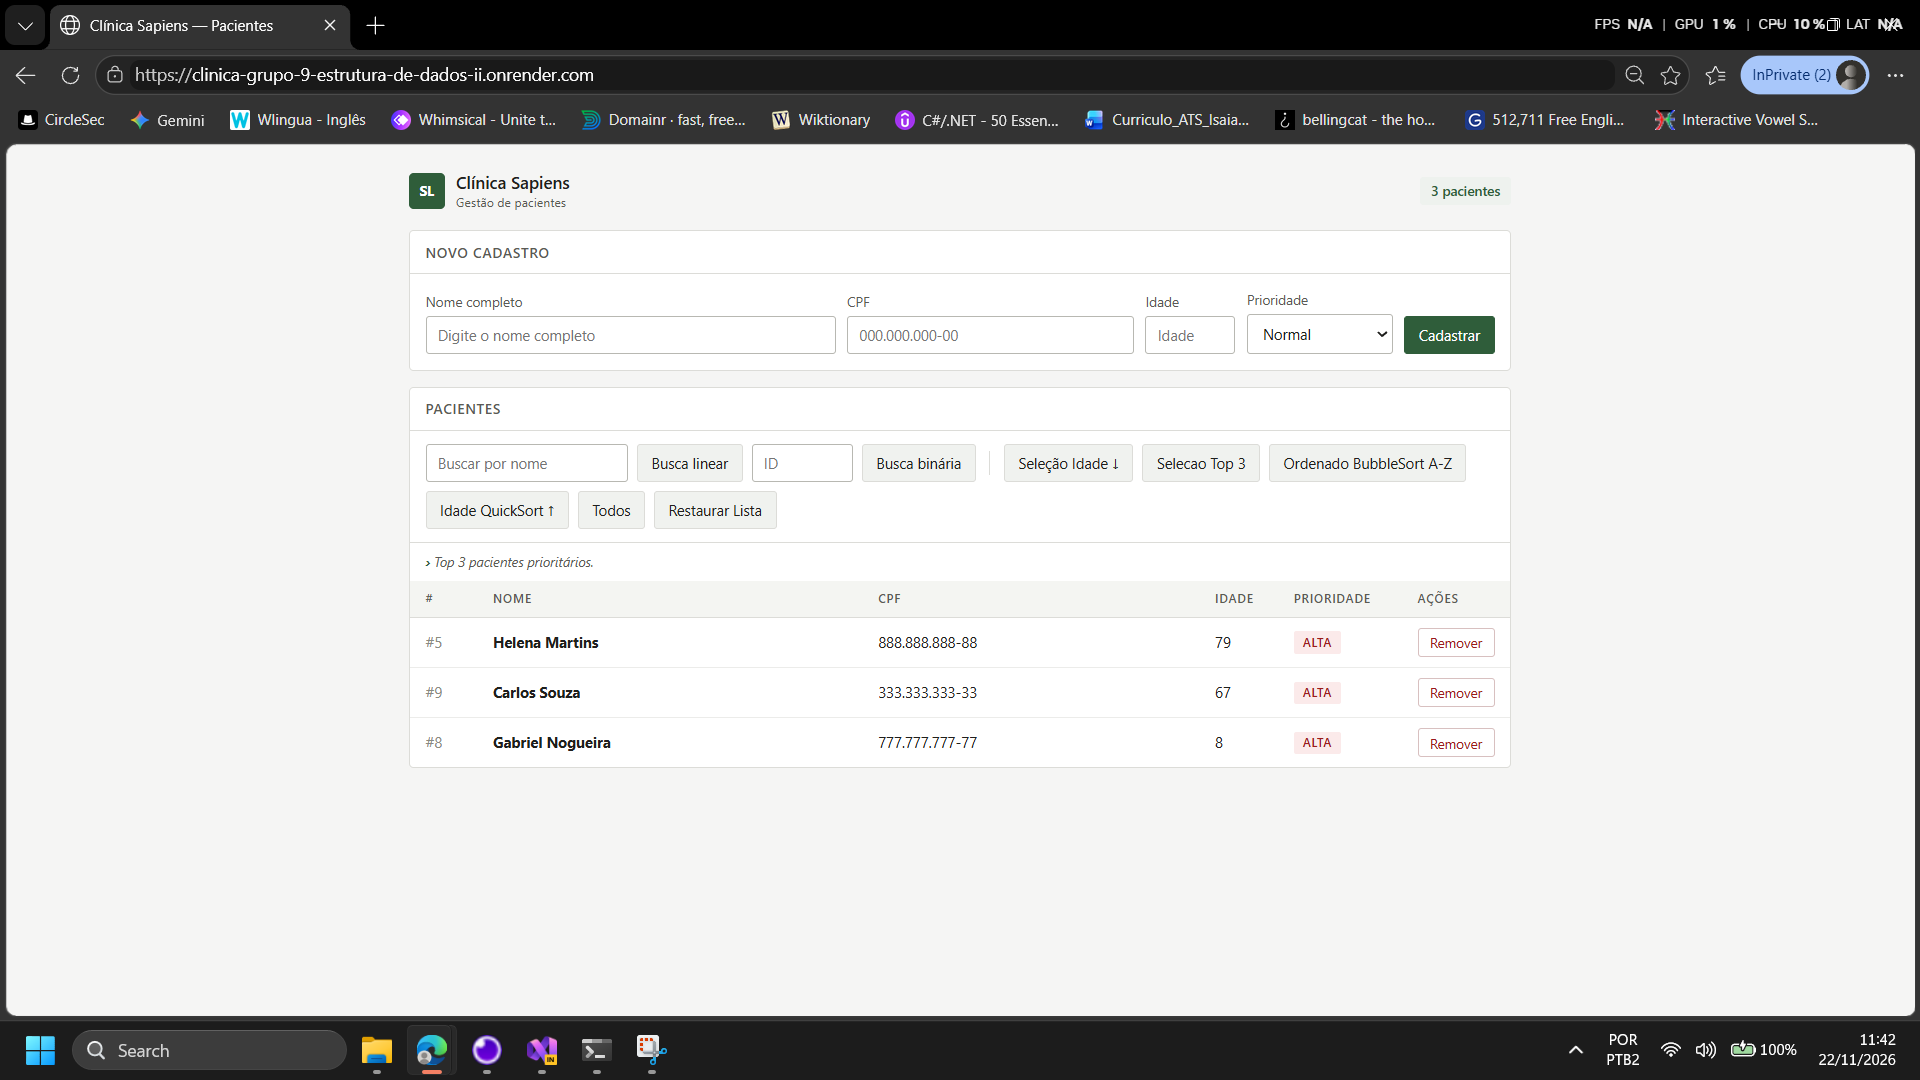 Clínica Sapiens — Pacientes
FPS N/A | GPU 1 % | CPU 10 % LAT N/A
https://clinica-grupo-9-estrutura-de-dados-ii.onrender.com
InPrivate (2)
CircleSec
Gemini
Wlingua - Inglês
Whimsical - Unite t...
Domainr · fast, free...
Wiktionary
C#/.NET - 50 Essen...
Curriculo_ATS_Isaia...
bellingcat - the ho...
512,711 Free Engli...
Interactive Vowel S...
SL
Clínica Sapiens
Gestão de pacientes
3 pacientes
NOVO CADASTRO
Nome completo
CPF
Idade
Prioridade
Digite o nome completo
000.000.000-00
Idade
Normal
Cadastrar
PACIENTES
Buscar por nome
Busca linear
ID
Busca binária
Seleção Idade ↓
Selecao Top 3
Ordenado BubbleSort A-Z
Idade QuickSort ↑
Todos
Restaurar Lista
› Top 3 pacientes prioritários.
# NOME CPF IDADE PRIORIDADE AÇÕES
#5 Helena Martins 888.888.888-88 79 ALTA Remover
#9 Carlos Souza 333.333.333-33 67 ALTA Remover
#8 Gabriel Nogueira 777.777.777-77 8 ALTA Remover
Search
POR
PTB2
100%
11:42
22/11/2026